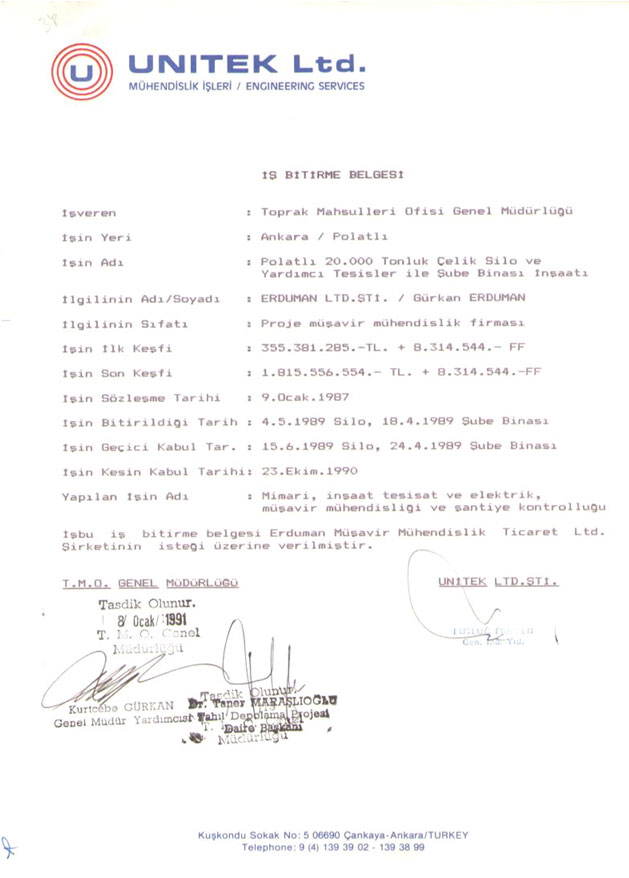 38
U
UNITEK Ltd.
MÜHENDİSLİK İŞLERİ / ENGINEERING SERVICES
İŞ BİTİRME BELGESİ
İşveren : Toprak Mahsulleri Ofisi Genel Müdürlüğü
İşin Yeri : Ankara / Polatlı
İşin Adı : Polatlı 20.000 Tonluk Çelik Silo ve
Yardımcı Tesisler ile Şube Binası İnşaatı
İlgilinin Adı/Soyadı : ERDUMAN LTD.ŞTİ. / Gürkan ERDUMAN
İlgilinin Sıfatı : Proje müşavir mühendislik firması
İşin İlk Keşfi : 355.381.285.-TL. + 8.314.544.- FF
İşin Son Keşfi : 1.815.556.554.- TL. + 8.314.544.-FF
İşin Sözleşme Tarihi : 9.Ocak.1987
İşin Bitirildiği Tarih : 4.5.1989 Silo, 18.4.1989 Şube Binası
İşin Geçici Kabul Tar. : 15.6.1989 Silo, 24.4.1989 Şube Binası
İşin Kesin Kabul Tarihi: 23.Ekim.1990
Yapılan İşin Adı : Mimari, inşaat tesisat ve elektrik,
müşavir mühendisliği ve şantiye kontrolluğu
İşbu iş bitirme belgesi Erduman Müşavir Mühendislik Ticaret Ltd.
Şirketinin isteği üzerine verilmiştir.
T.M.O. GENEL MÜDÜRLÜĞÜ UNITEK LTD.ŞTİ.
Tasdik Olunur.
8 Ocak 1991
T. M. O. Genel
Müdürlüğü
Gen. Müd. Yrd.
Kurtcebe GÜRKAN
Genel Müdür Yardımcısı
Tasdik Olunur.
Dr. Taner MARAŞLIOĞLU
Tahıl Depolama Projesi
T. Daire Başkanı
Müdürlüğü
Kuşkondu Sokak No: 5 06690 Çankaya-Ankara/TURKEY
Telephone: 9 (4) 139 39 02 - 139 38 99